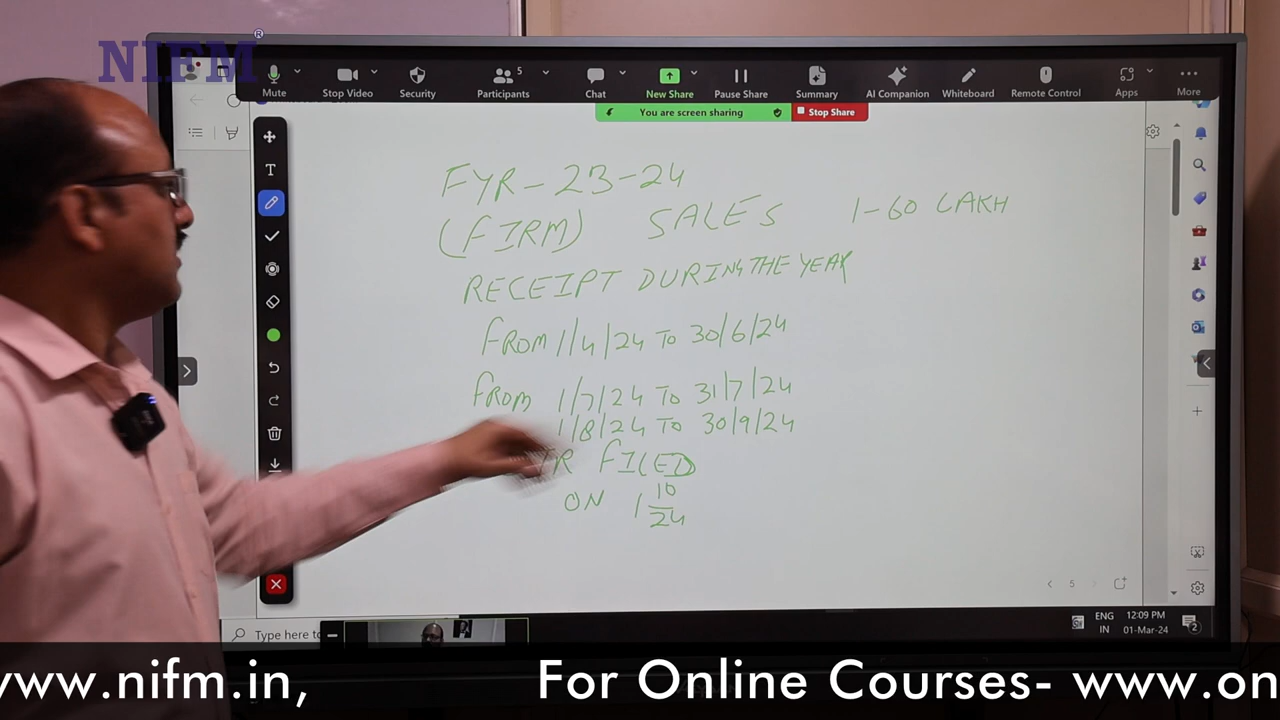 NIFM®
Mute
Stop Video
Security
Participants
5
Chat
New Share
Pause Share
Summary
AI Companion
Whiteboard
Remote Control
Apps
More
You are screen sharing
Stop Share
T
FYR-23-24
(FIRM) SALES 1-60 LAKH
RECEIPT DURING THE YEAR
FROM 1/4/24 TO 30/6/24
FROM 1/7/24 TO 31/7/24
1/8/24 TO 30/9/24
FILED
ON 1 10/24
5
Type here to
ENG
IN
12:09 PM
01-Mar-24
2
www.nifm.in, For Online Courses- www.on